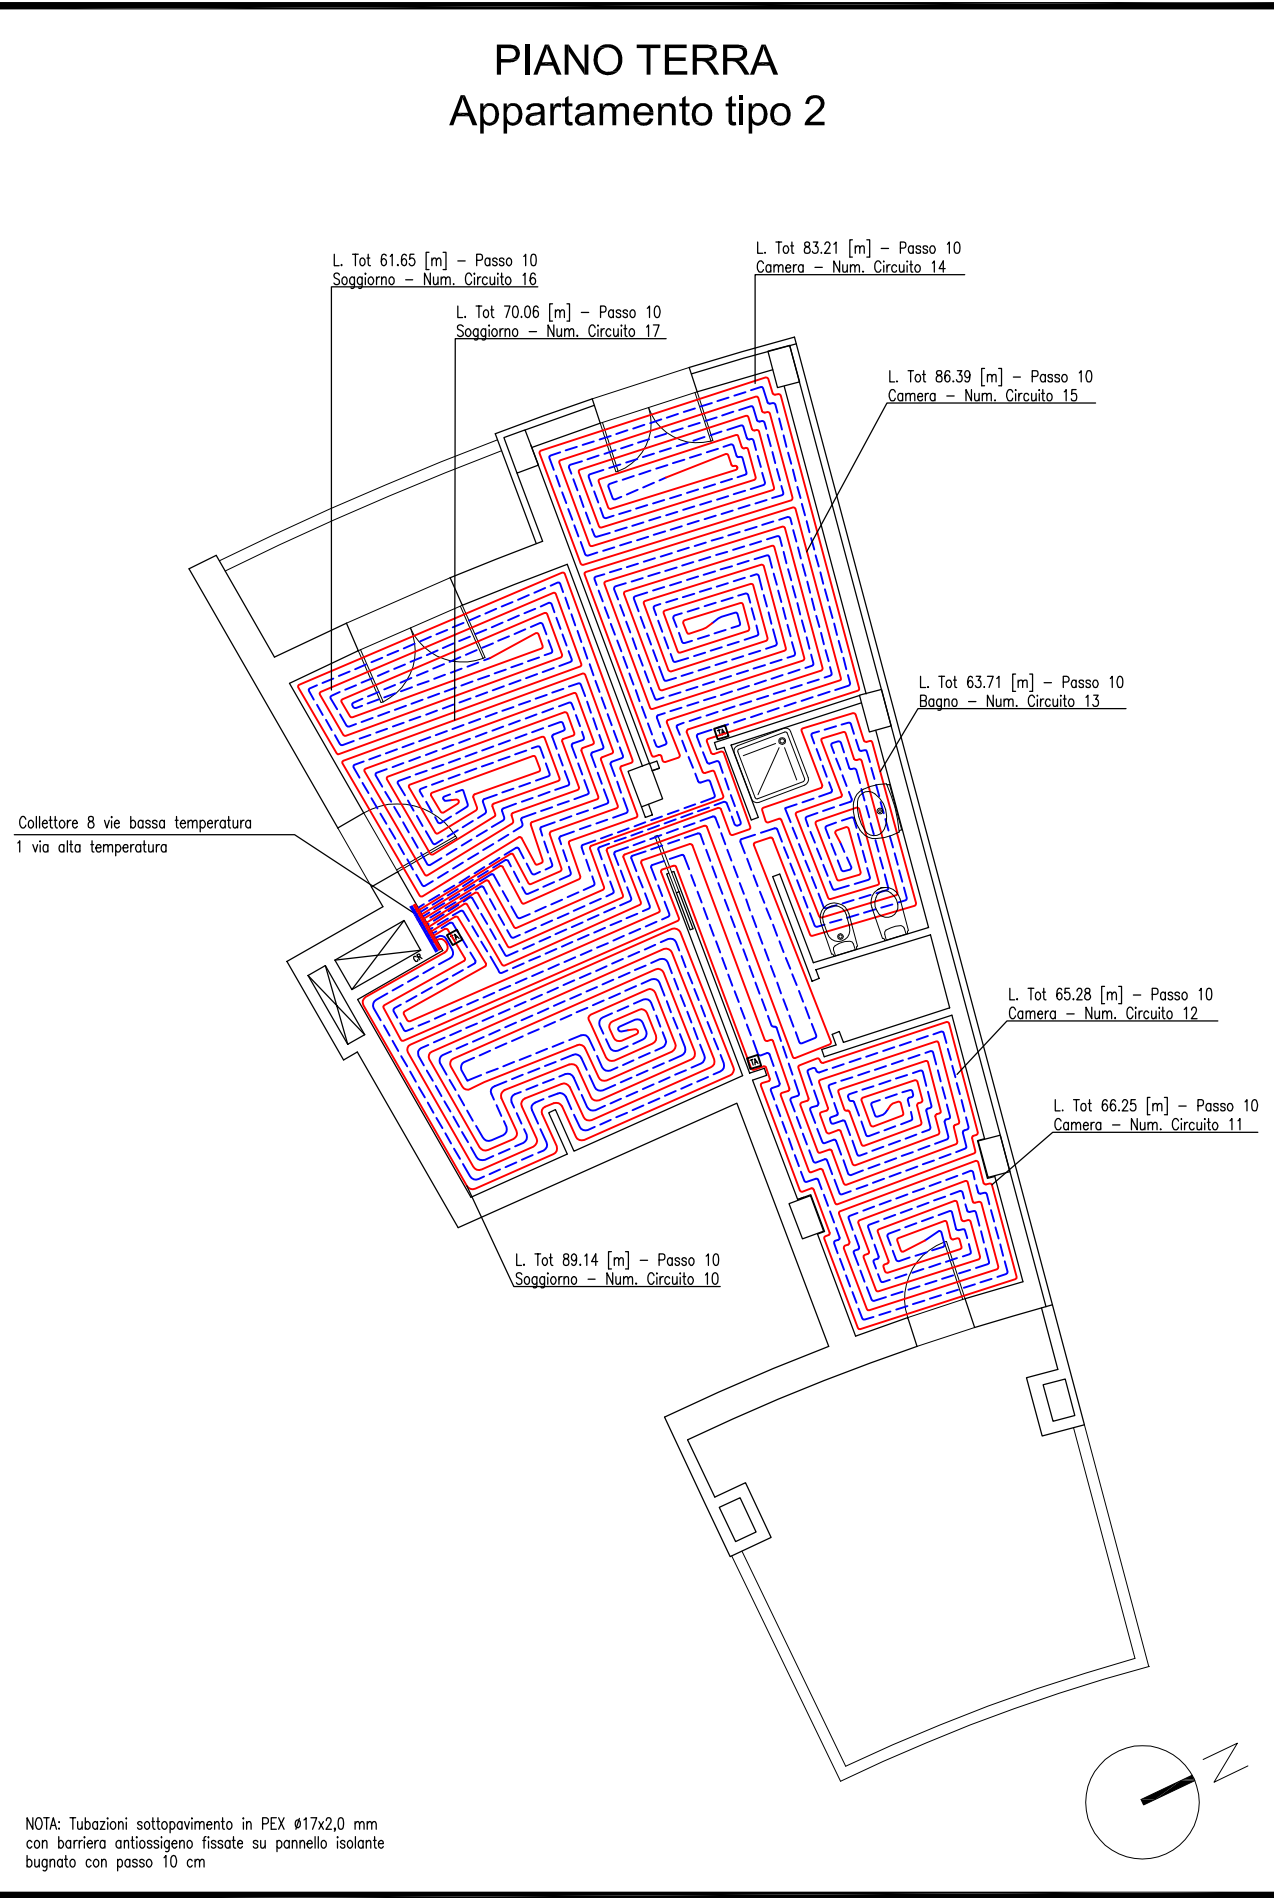 PIANO TERRA
Appartamento tipo 2
L. Tot 83.21 [m] – Passo 10
Camera – Num. Circuito 14
L. Tot 61.65 [m] – Passo 10
Soggiorno – Num. Circuito 16
L. Tot 70.06 [m] – Passo 10
Soggiorno – Num. Circuito 17
L. Tot 86.39 [m] – Passo 10
Camera – Num. Circuito 15
L. Tot 63.71 [m] – Passo 10
Bagno – Num. Circuito 13
TA
Collettore 8 vie bassa temperatura
1 via alta temperatura
TA
CR
L. Tot 65.28 [m] – Passo 10
Camera – Num. Circuito 12
TA
L. Tot 66.25 [m] – Passo 10
Camera – Num. Circuito 11
L. Tot 89.14 [m] – Passo 10
Soggiorno – Num. Circuito 10
N
NOTA: Tubazioni sottopavimento in PEX ø17x2,0 mm
con barriera antiossigeno fissate su pannello isolante
bugnato con passo 10 cm